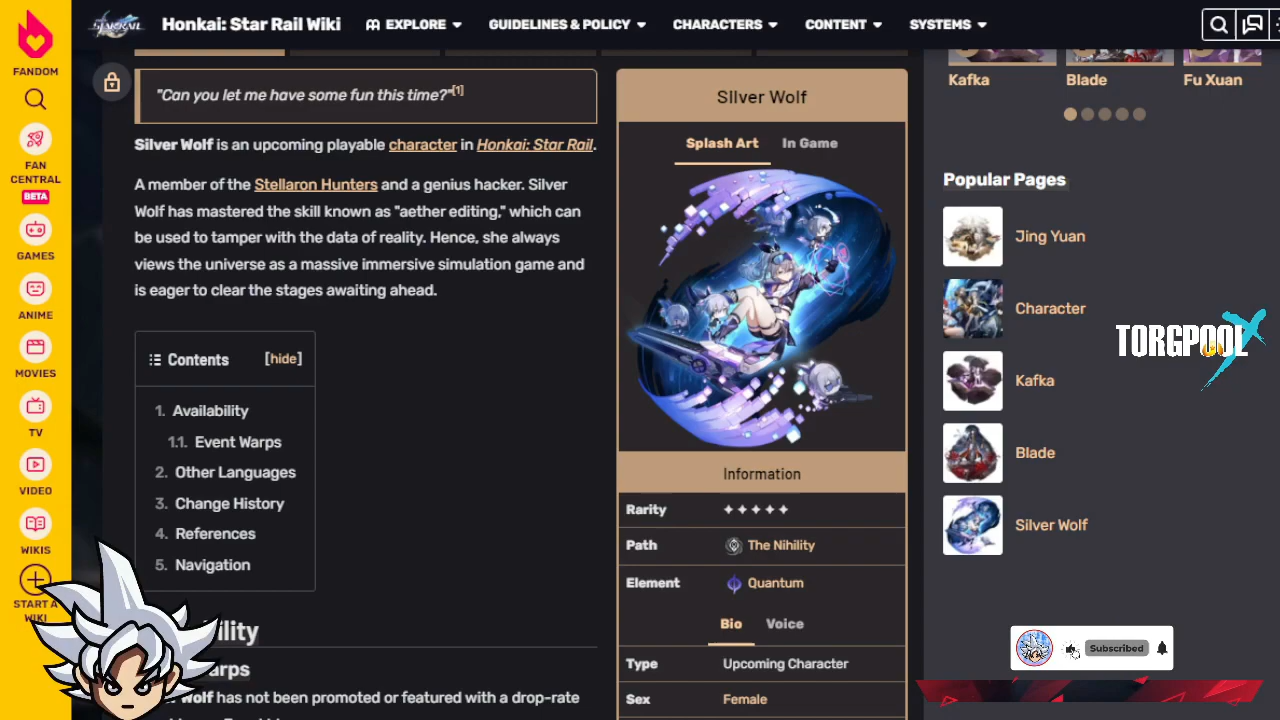 Honkai: Star Rail Wiki
EXPLORE
GUIDELINES & POLICY
CHARACTERS
CONTENT
SYSTEMS
FANDOM
FAN CENTRAL
BETA
GAMES
ANIME
MOVIES
TV
VIDEO
WIKIS
START A
WIKI
"Can you let me have some fun this time?"[1]
Silver Wolf is an upcoming playable character in Honkai: Star Rail.
A member of the Stellaron Hunters and a genius hacker. Silver
Wolf has mastered the skill known as "aether editing," which can
be used to tamper with the data of reality. Hence, she always
views the universe as a massive immersive simulation game and
is eager to clear the stages awaiting ahead.
Contents [hide]
1. Availability
1.1. Event Warps
2. Other Languages
3. Change History
4. References
5. Navigation
has not been promoted or featured with a drop-rate
Silver Wolf
Splash Art In Game
Information
Rarity
Path The Nihility
Element Quantum
Bio Voice
Type Upcoming Character
Sex Female
Kafka Blade Fu Xuan
Popular Pages
Jing Yuan
Character
Kafka
Blade
Silver Wolf
TORGPOOL X
Subscribed